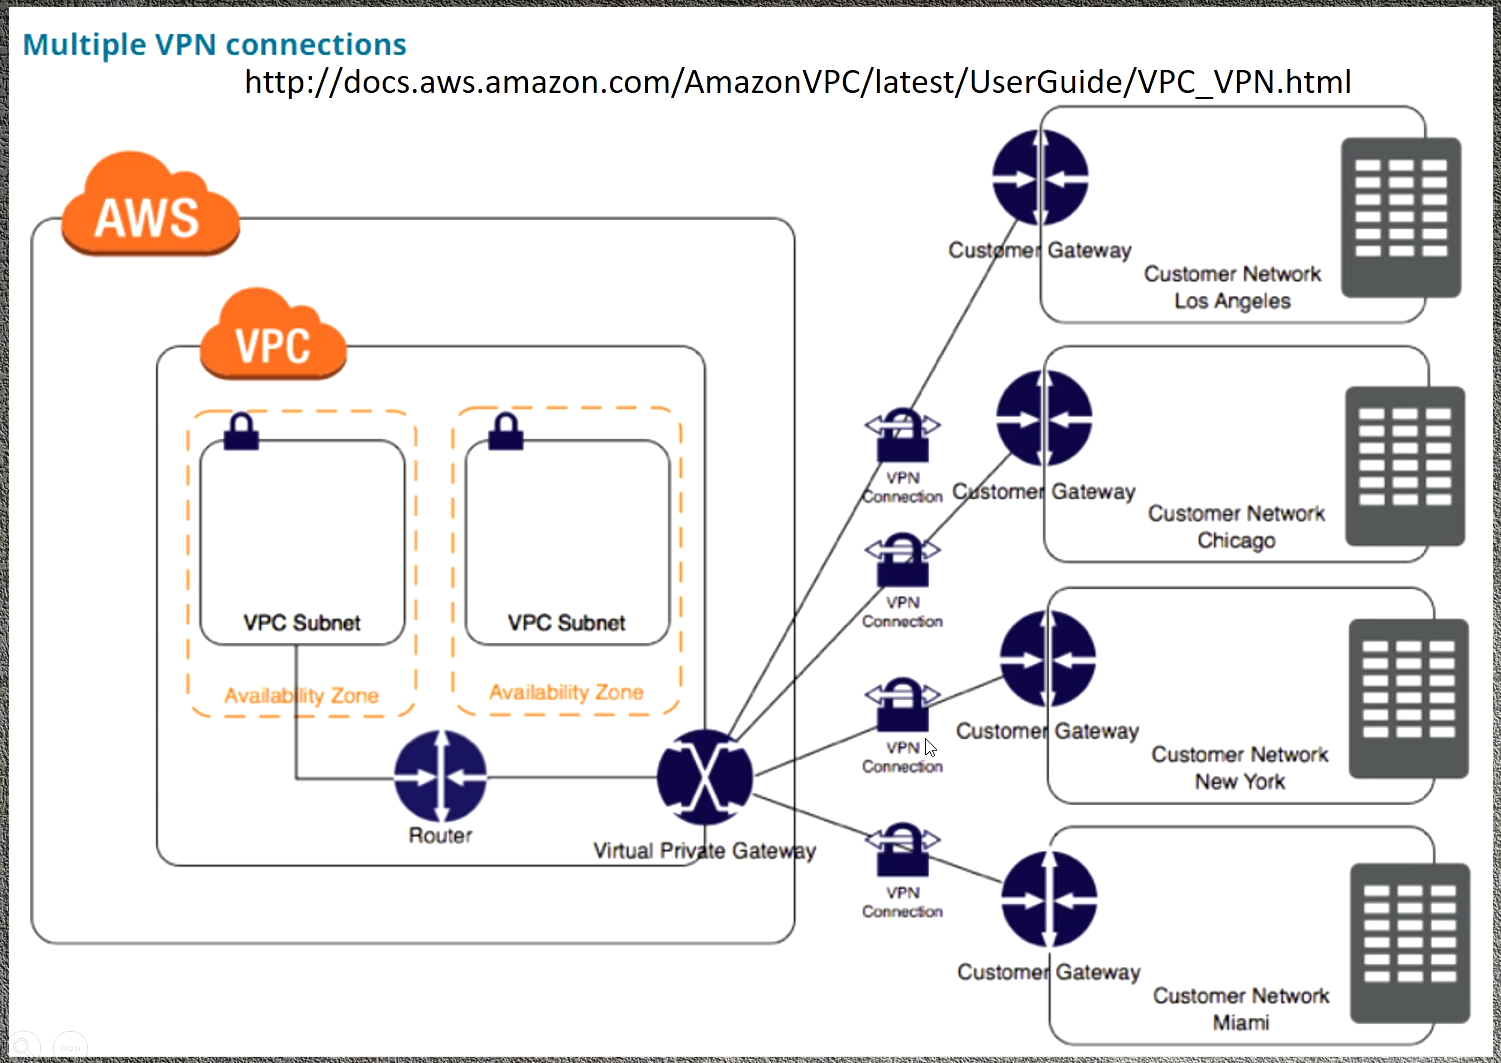 Multiple VPN connections
http://docs.aws.amazon.com/AmazonVPC/latest/UserGuide/VPC_VPN.html
AWS
VPC
VPC Subnet
Availability Zone
VPC Subnet
Availability Zone
Router
Virtual Private Gateway
VPN
Connection
VPN
Connection
VPN
Connection
VPN
Connection
Customer Gateway
Customer Network
Los Angeles
Customer Gateway
Customer Network
Chicago
Customer Gateway
Customer Network
New York
Customer Gateway
Customer Network
Miami